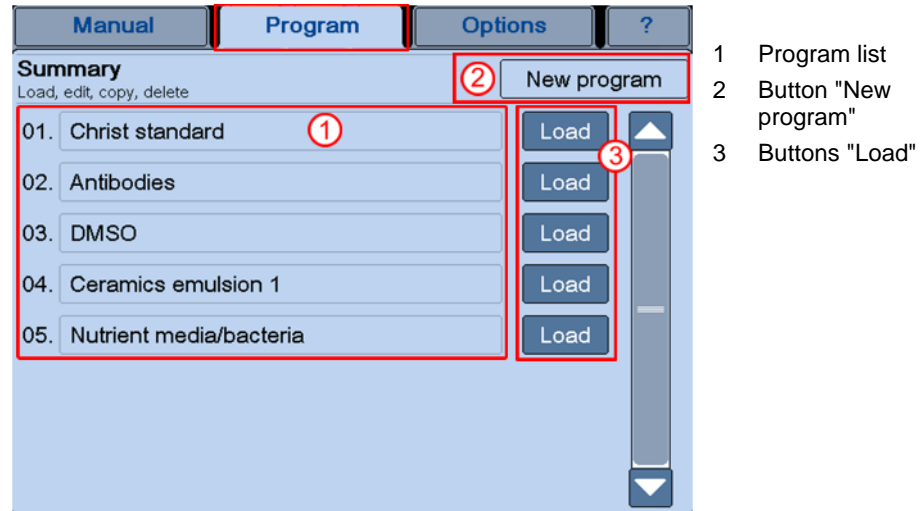 Manual Program Options ?
Summary
Load, edit, copy, delete
2 New program
01. Christ standard 1 Load
3
02. Antibodies Load
03. DMSO Load
04. Ceramics emulsion 1 Load
05. Nutrient media/bacteria Load
1 Program list
2 Button "New
program"
3 Buttons "Load"